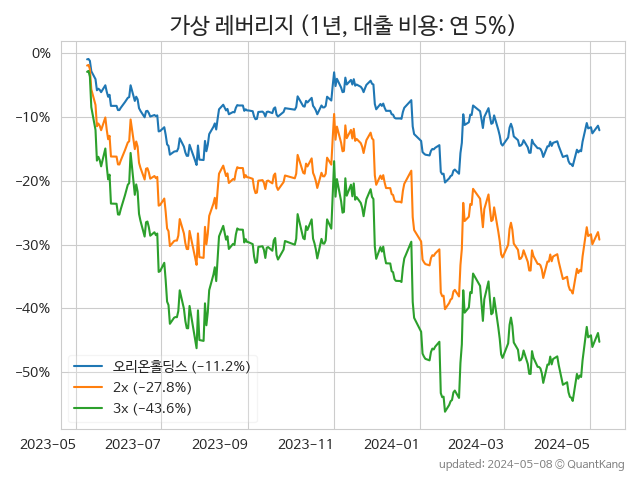 가상 레버리지 (1년, 대출 비용: 연 5%)
0%
−10%
−20%
−30%
−40%
−50%
오리온홀딩스 (−11.2%)
2x (−27.8%)
3x (−43.6%)
2023-05
2023-07
2023-09
2023-11
2024-01
2024-03
2024-05
updated: 2024-05-08 ⓒ QuantKang